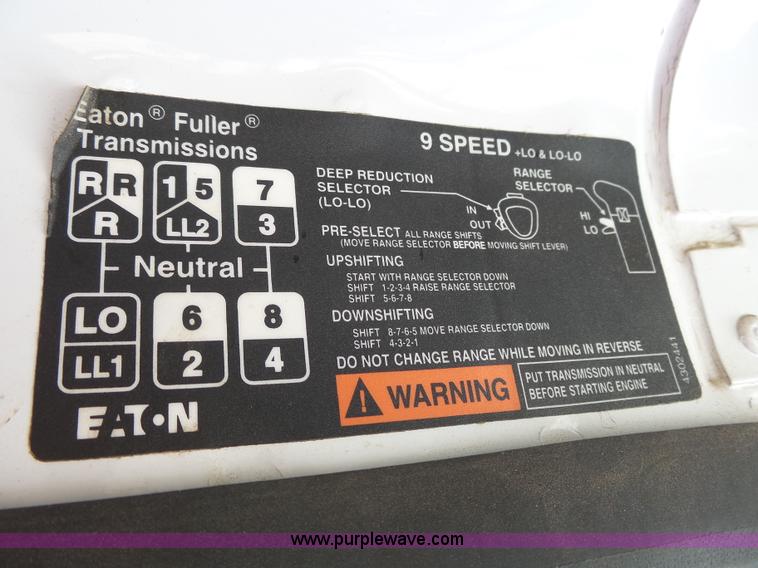 Eaton® Fuller®
Transmissions
9 SPEED +LO & LO-LO
R R
R
1 5
LL2
7
3
Neutral
LO
LL1
6
2
8
4
EATON
DEEP REDUCTION
SELECTOR
(LO-LO)
IN
OUT
RANGE
SELECTOR
HI
LO
PRE-SELECT ALL RANGE SHIFTS
(MOVE RANGE SELECTOR BEFORE MOVING SHIFT LEVER)
UPSHIFTING
START WITH RANGE SELECTOR DOWN
SHIFT 1-2-3-4 RAISE RANGE SELECTOR
SHIFT 5-6-7-8
DOWNSHIFTING
SHIFT 8-7-6-5 MOVE RANGE SELECTOR DOWN
SHIFT 4-3-2-1
DO NOT CHANGE RANGE WHILE MOVING IN REVERSE
WARNING
PUT TRANSMISSION IN NEUTRAL
BEFORE STARTING ENGINE
4302441
www.purplewave.com